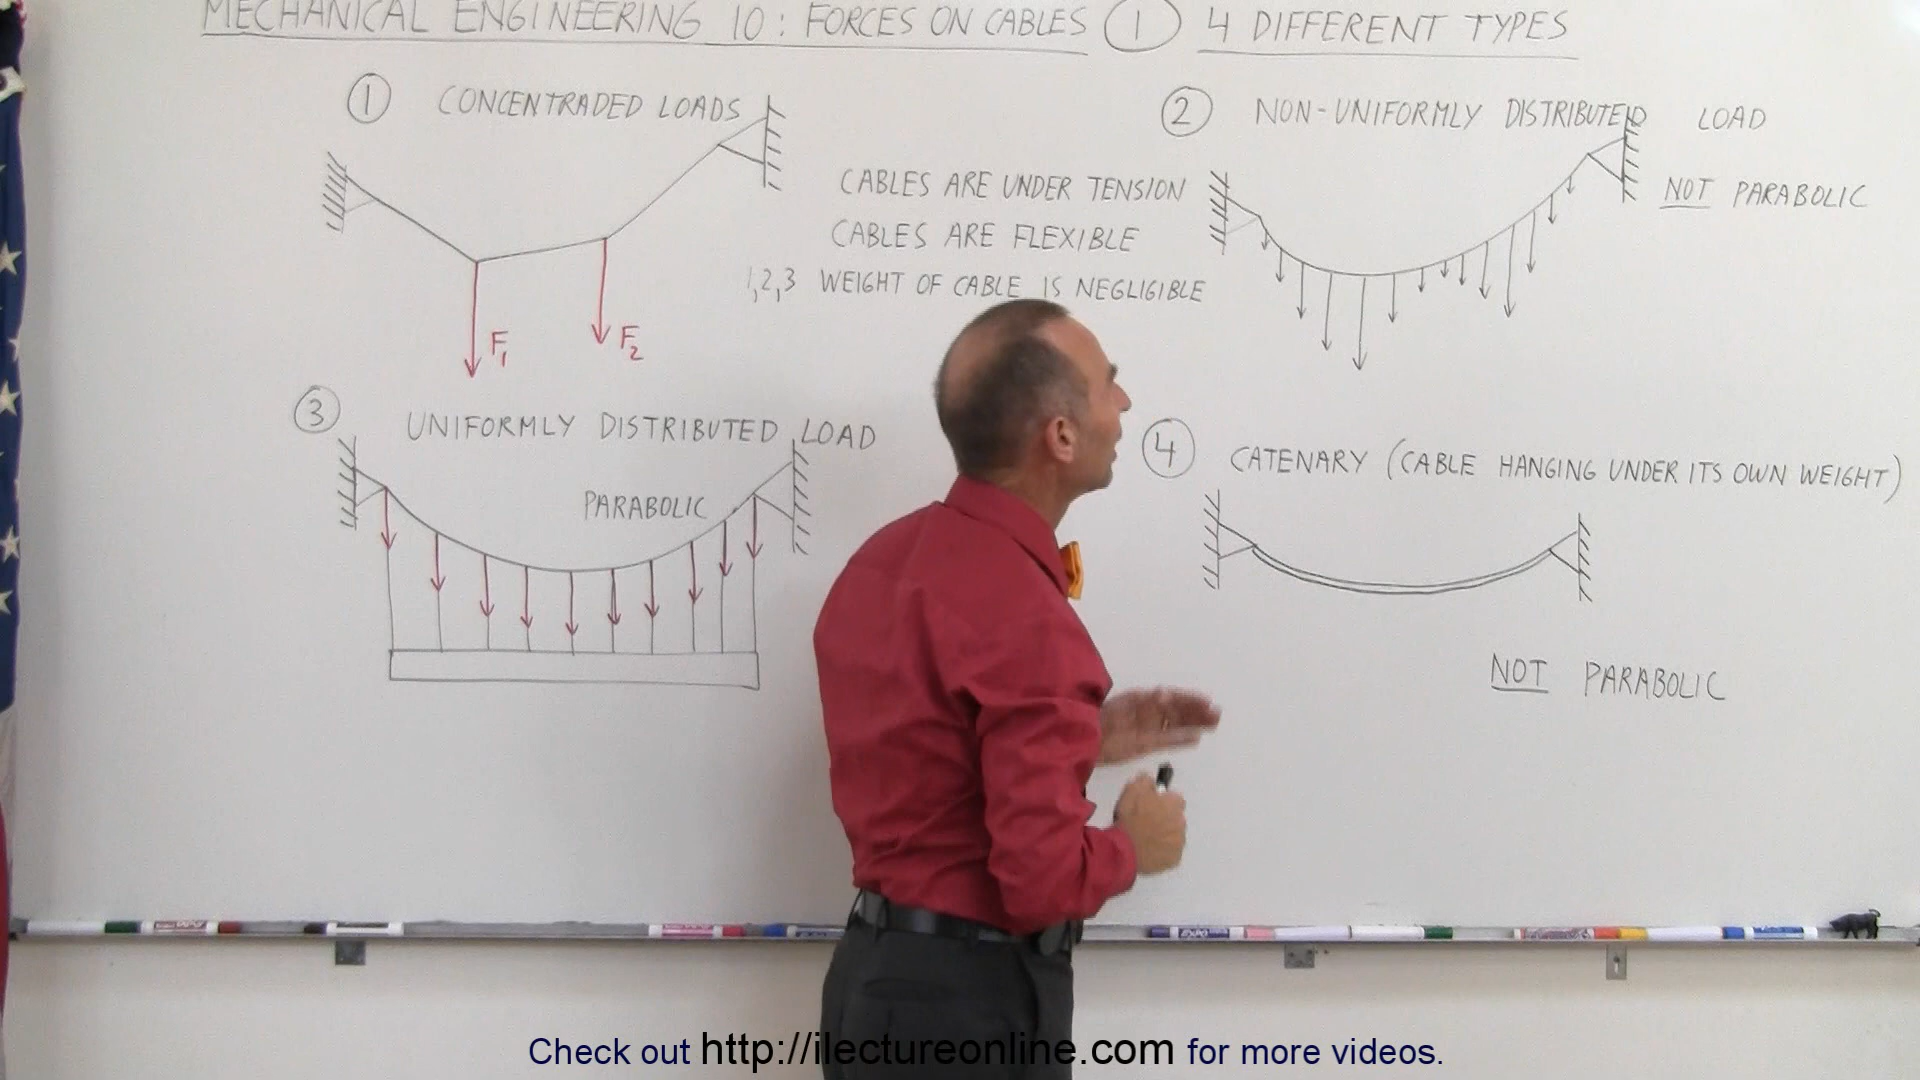 MECHANICAL ENGINEERING 10: FORCES ON CABLES 1 4 DIFFERENT TYPES
1 CONCENTRADED LOADS
F1
F2
CABLES ARE UNDER TENSION
CABLES ARE FLEXIBLE
1,2,3 WEIGHT OF CABLE IS NEGLIGIBLE
2 NON-UNIFORMLY DISTRIBUTED LOAD
NOT PARABOLIC
3 UNIFORMLY DISTRIBUTED LOAD
PARABOLIC
4 CATENARY (CABLE HANGING UNDER ITS OWN WEIGHT)
NOT PARABOLIC
Check out http://ilectureonline.com for more videos.